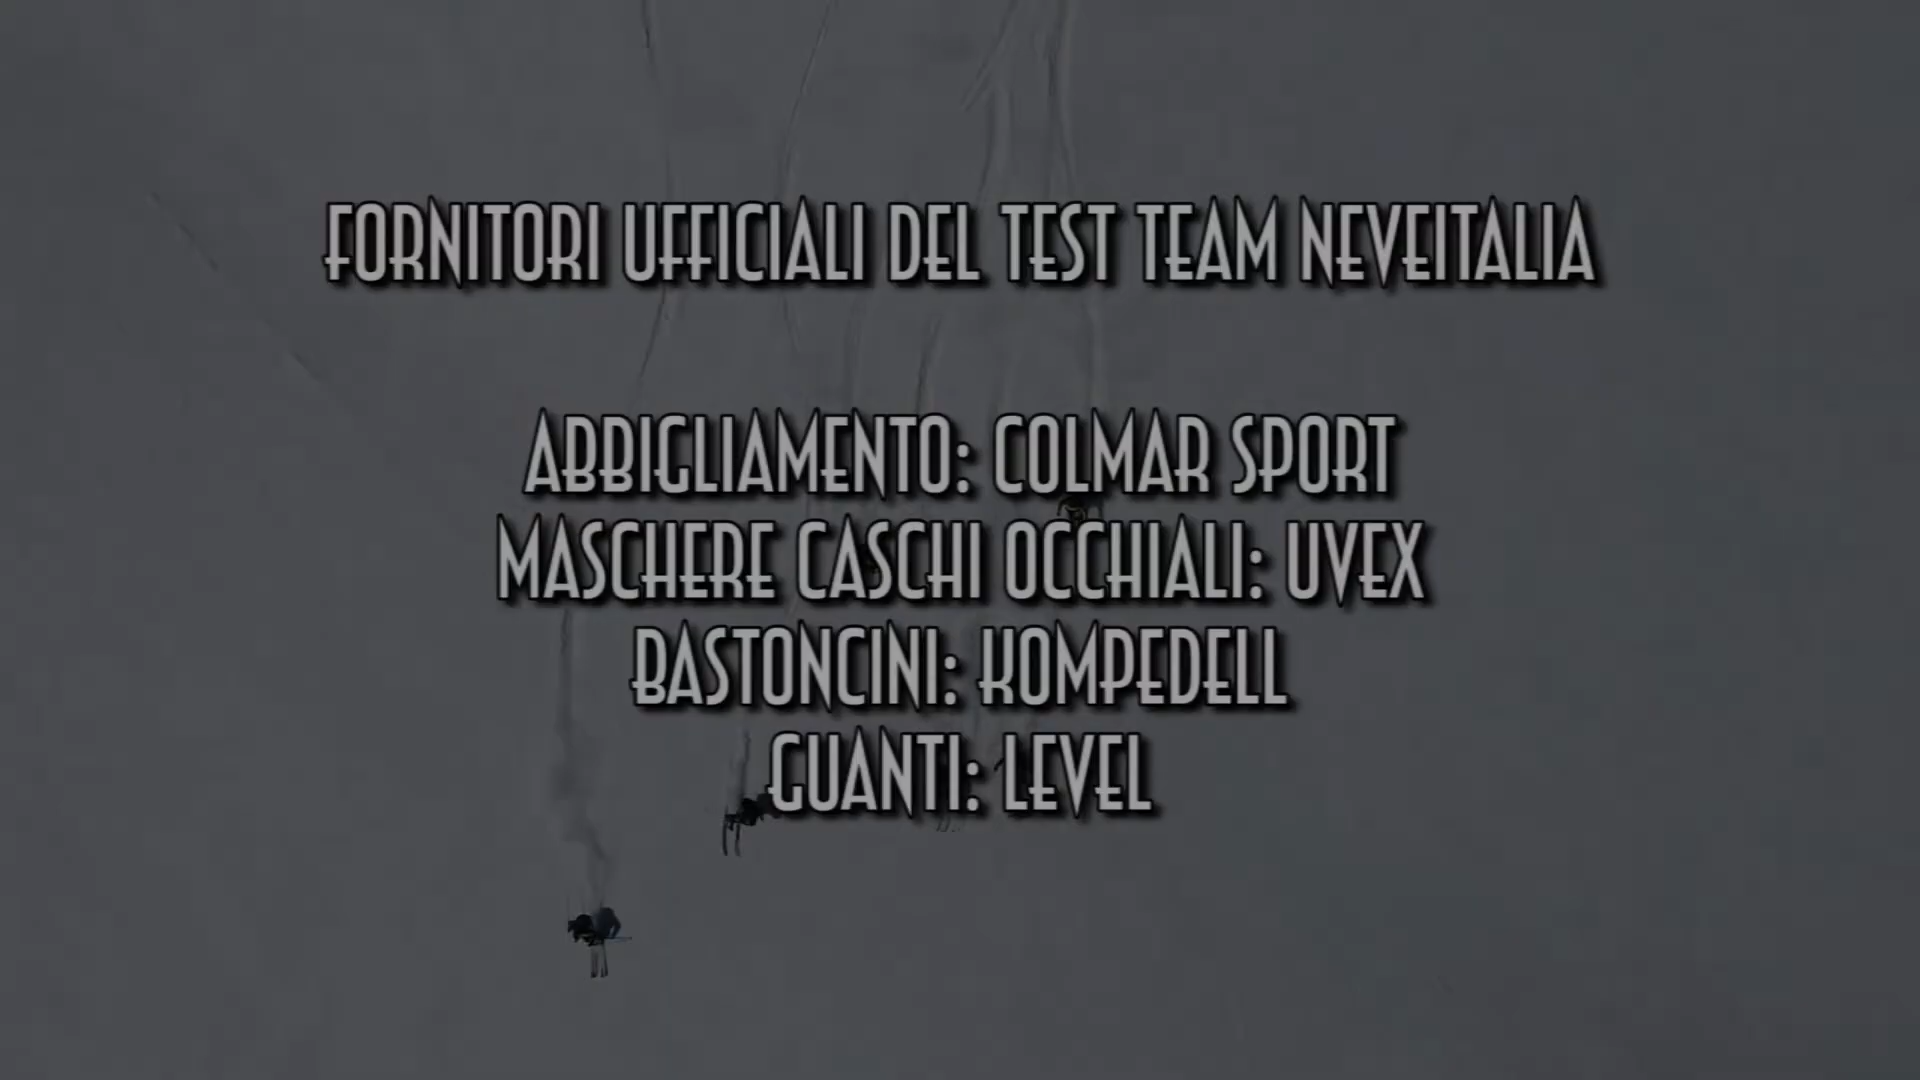 FORNITORI UFFICIALI DEL TEST TEAM NEVEITALIA
ABBIGLIAMENTO: COLMAR SPORT
MASCHERE CASCHI OCCHIALI: UVEX
BASTONCINI: KOMPEDELL
GUANTI: LEVEL